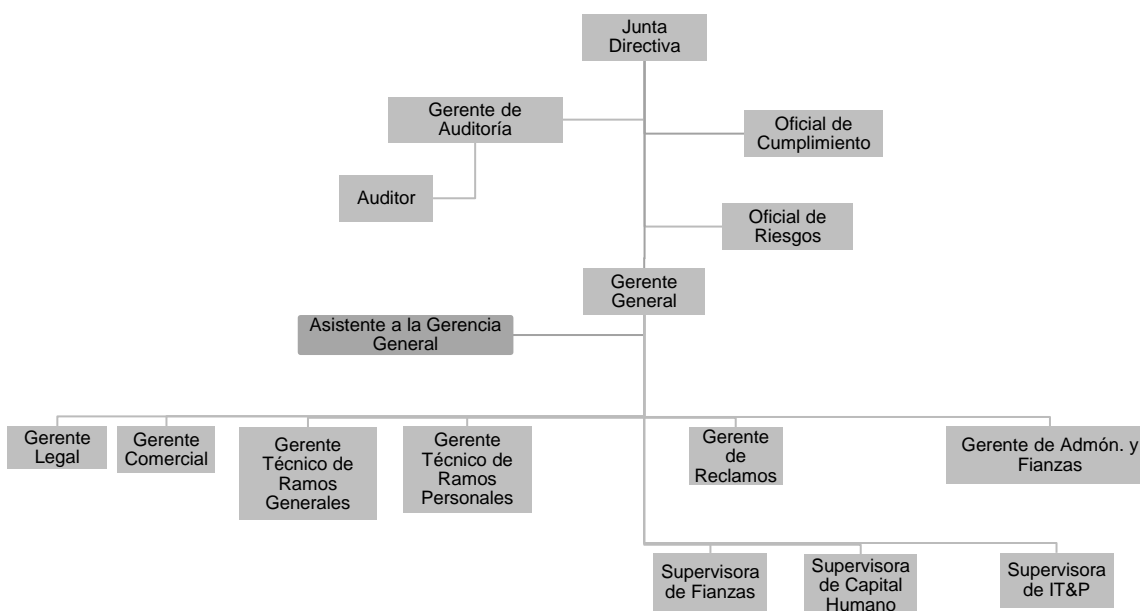 Junta
Directiva
Gerente de
Auditoría
Oficial de
Cumplimiento
Auditor
Oficial de
Riesgos
Gerente
General
Asistente a la Gerencia
General
Gerente
Legal
Gerente
Comercial
Gerente
Técnico de
Ramos
Generales
Gerente
Técnico de
Ramos
Personales
Gerente
de
Reclamos
Gerente de Admón. y
Fianzas
Supervisora
de Fianzas
Supervisora
de Capital
Humano
Supervisora
de IT&P